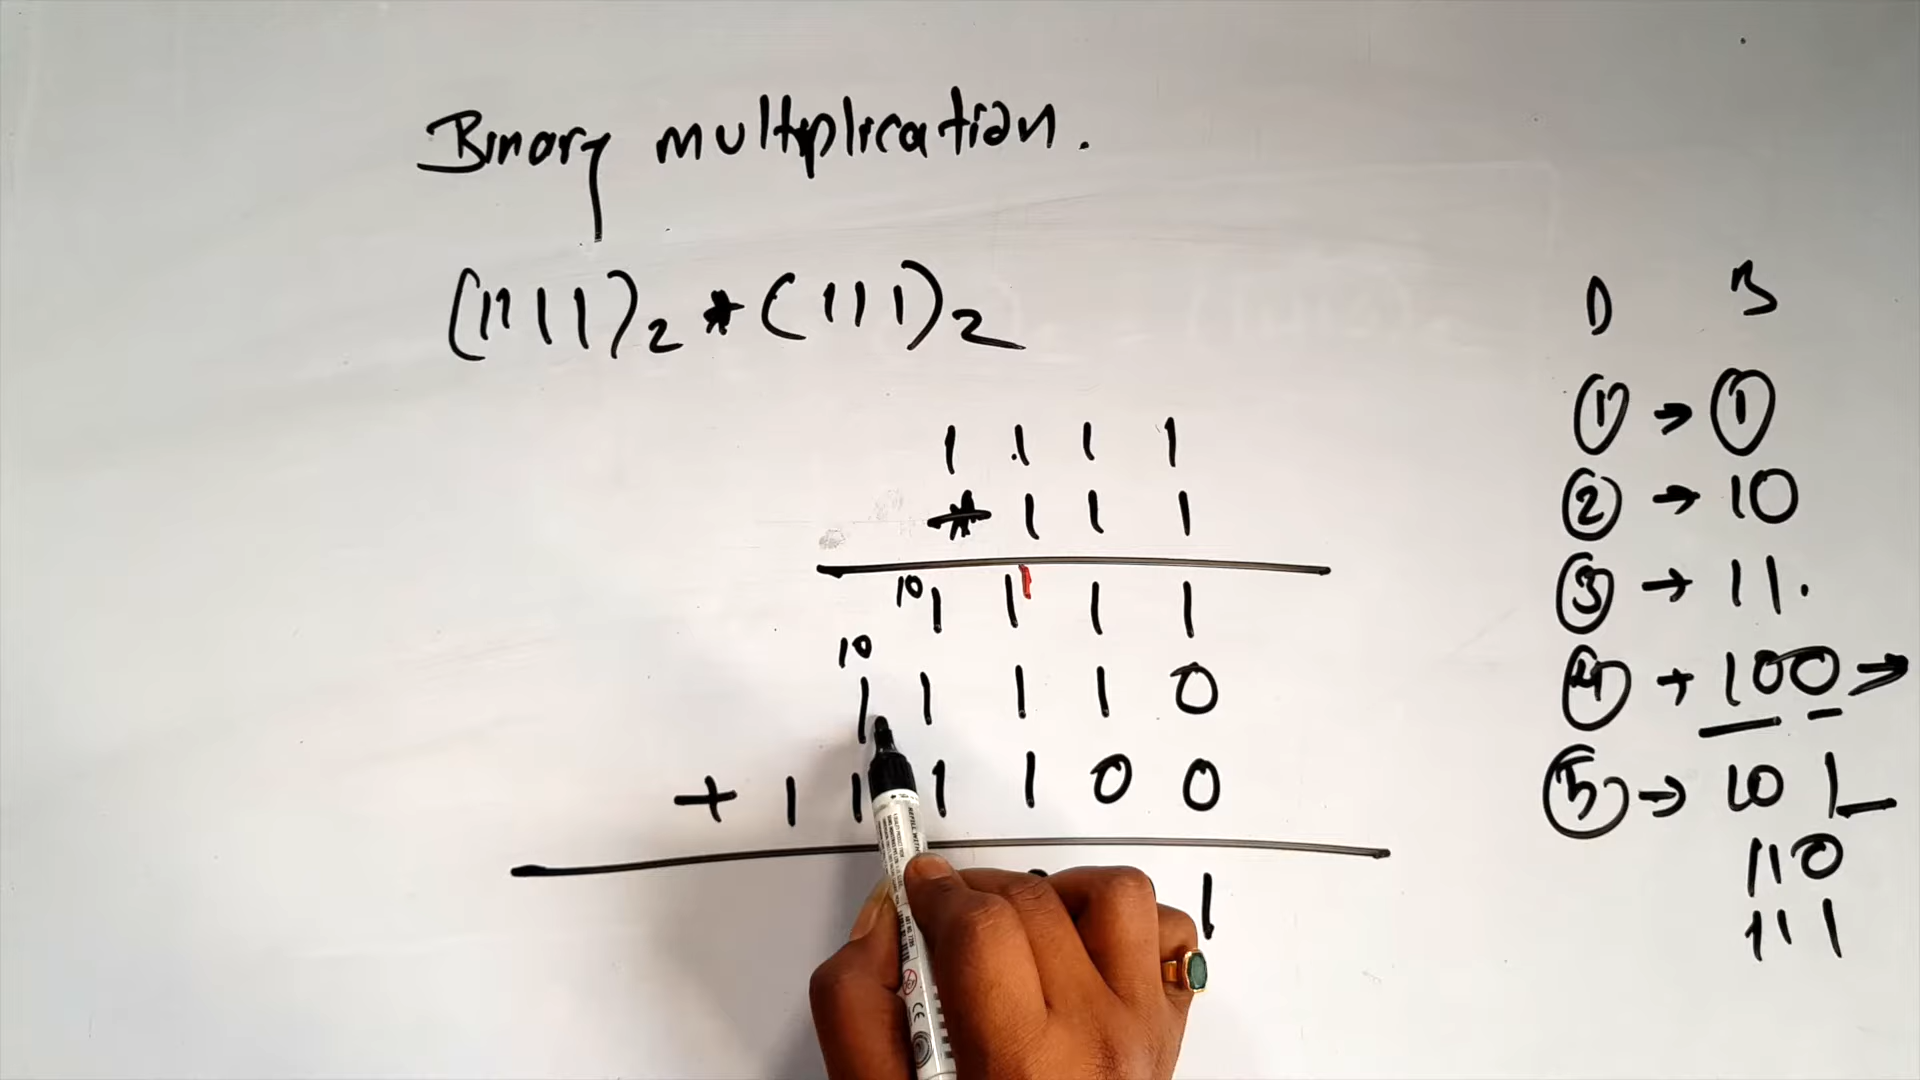 Binary multiplication.
(1111)₂ * (111)₂
1 1 1 1
* 1 1 1
10 1 1 1 1 1
10
1 1 1 1 0
+ 1 1 1 1 0 0
1
D B
① → ①
② → 10
③ → 11.
④ → 100 →
⑤ → 101
110
111